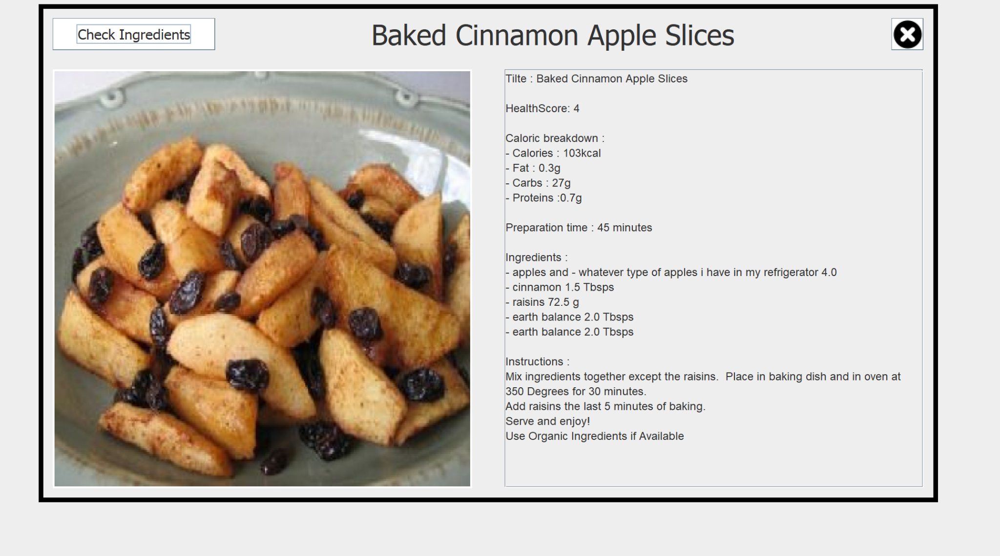 Check Ingredients
Baked Cinnamon Apple Slices
Tilte : Baked Cinnamon Apple Slices
HealthScore: 4
Caloric breakdown :
- Calories : 103kcal
- Fat : 0.3g
- Carbs : 27g
- Proteins :0.7g
Preparation time : 45 minutes
Ingredients :
- apples and - whatever type of apples i have in my refrigerator 4.0
- cinnamon 1.5 Tbsps
- raisins 72.5 g
- earth balance 2.0 Tbsps
- earth balance 2.0 Tbsps
Instructions :
Mix ingredients together except the raisins.  Place in baking dish and in oven at
350 Degrees for 30 minutes.
Add raisins the last 5 minutes of baking.
Serve and enjoy!
Use Organic Ingredients if Available